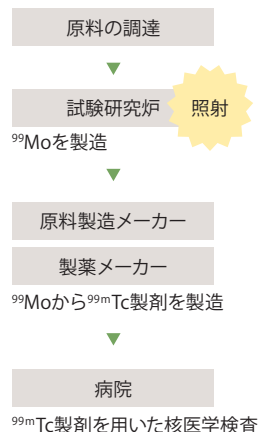 原料の調達
試験研究炉 照射
⁹⁹Moを製造
原料製造メーカー
製薬メーカー
⁹⁹Moから⁹⁹ᵐTc製剤を製造
病院
⁹⁹ᵐTc製剤を用いた核医学検査